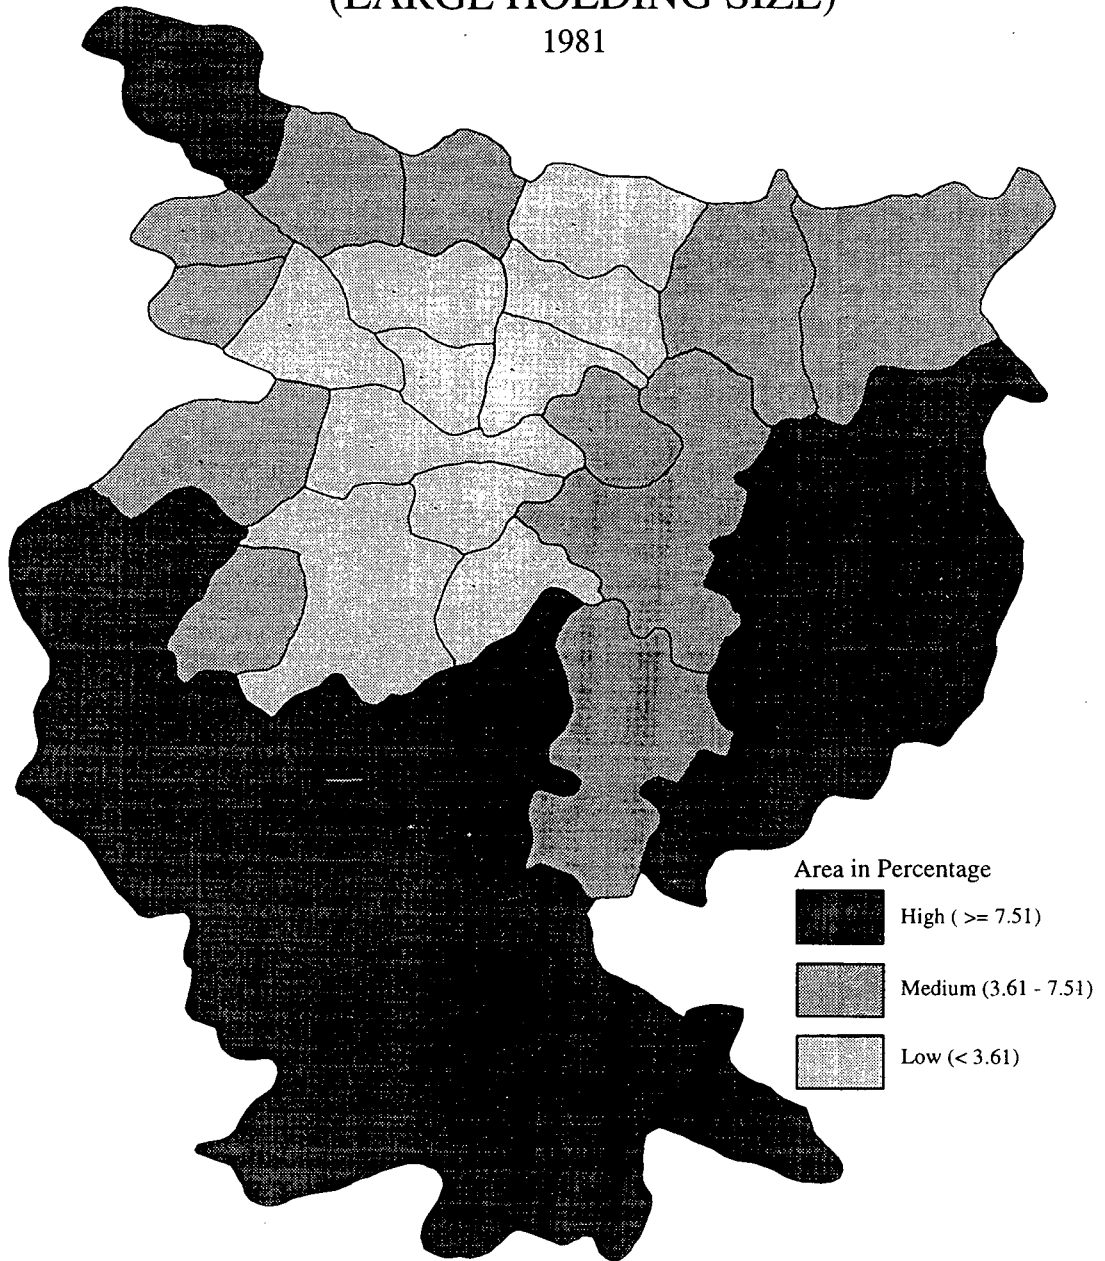 (LARGE HOLDING SIZE)
1981
Area in Percentage
High ( >= 7.51)
Medium (3.61 - 7.51)
Low (< 3.61)